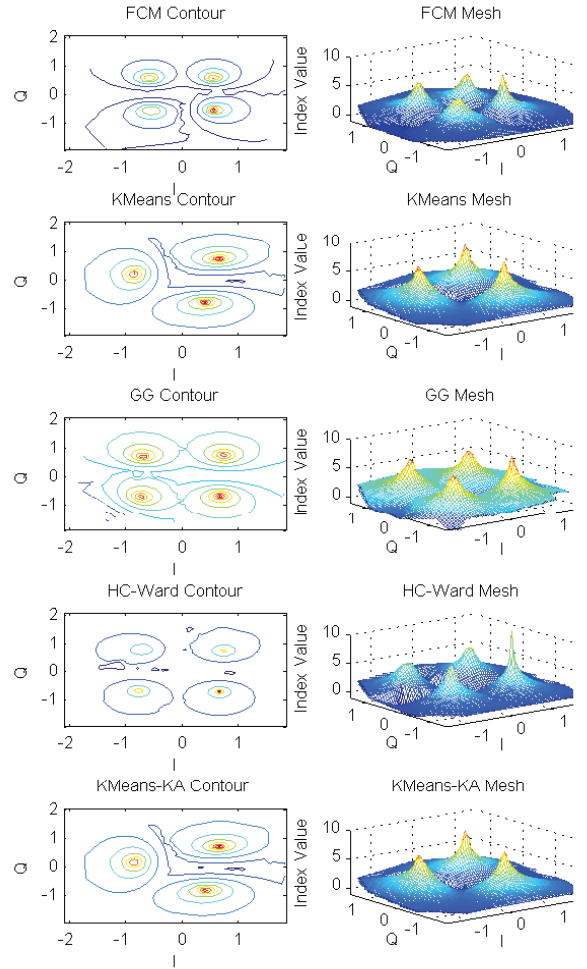 FCM Contour
FCM Mesh
2
1
0
-1
Q
-2 -1 0 1
I
Index Value
10
5
0
1 0 -1
Q
-1 0 1
I
KMeans Contour
KMeans Mesh
2
1
0
-1
Q
-2 -1 0 1
I
Index Value
10
5
0
1 0 -1
Q
-1 0 1
I
GG Contour
GG Mesh
2
1
0
-1
Q
-2 -1 0 1
I
Index Value
10
5
0
1 0 -1
Q
-1 0 1
I
HC-Ward Contour
HC-Ward Mesh
2
1
0
-1
Q
-2 -1 0 1
I
Index Value
10
5
0
1 0 -1
Q
-1 0 1
I
KMeans-KA Contour
KMeans-KA Mesh
2
1
0
-1
Q
-2 -1 0 1
I
Index Value
10
5
0
1 0 -1
Q
-1 0 1
I